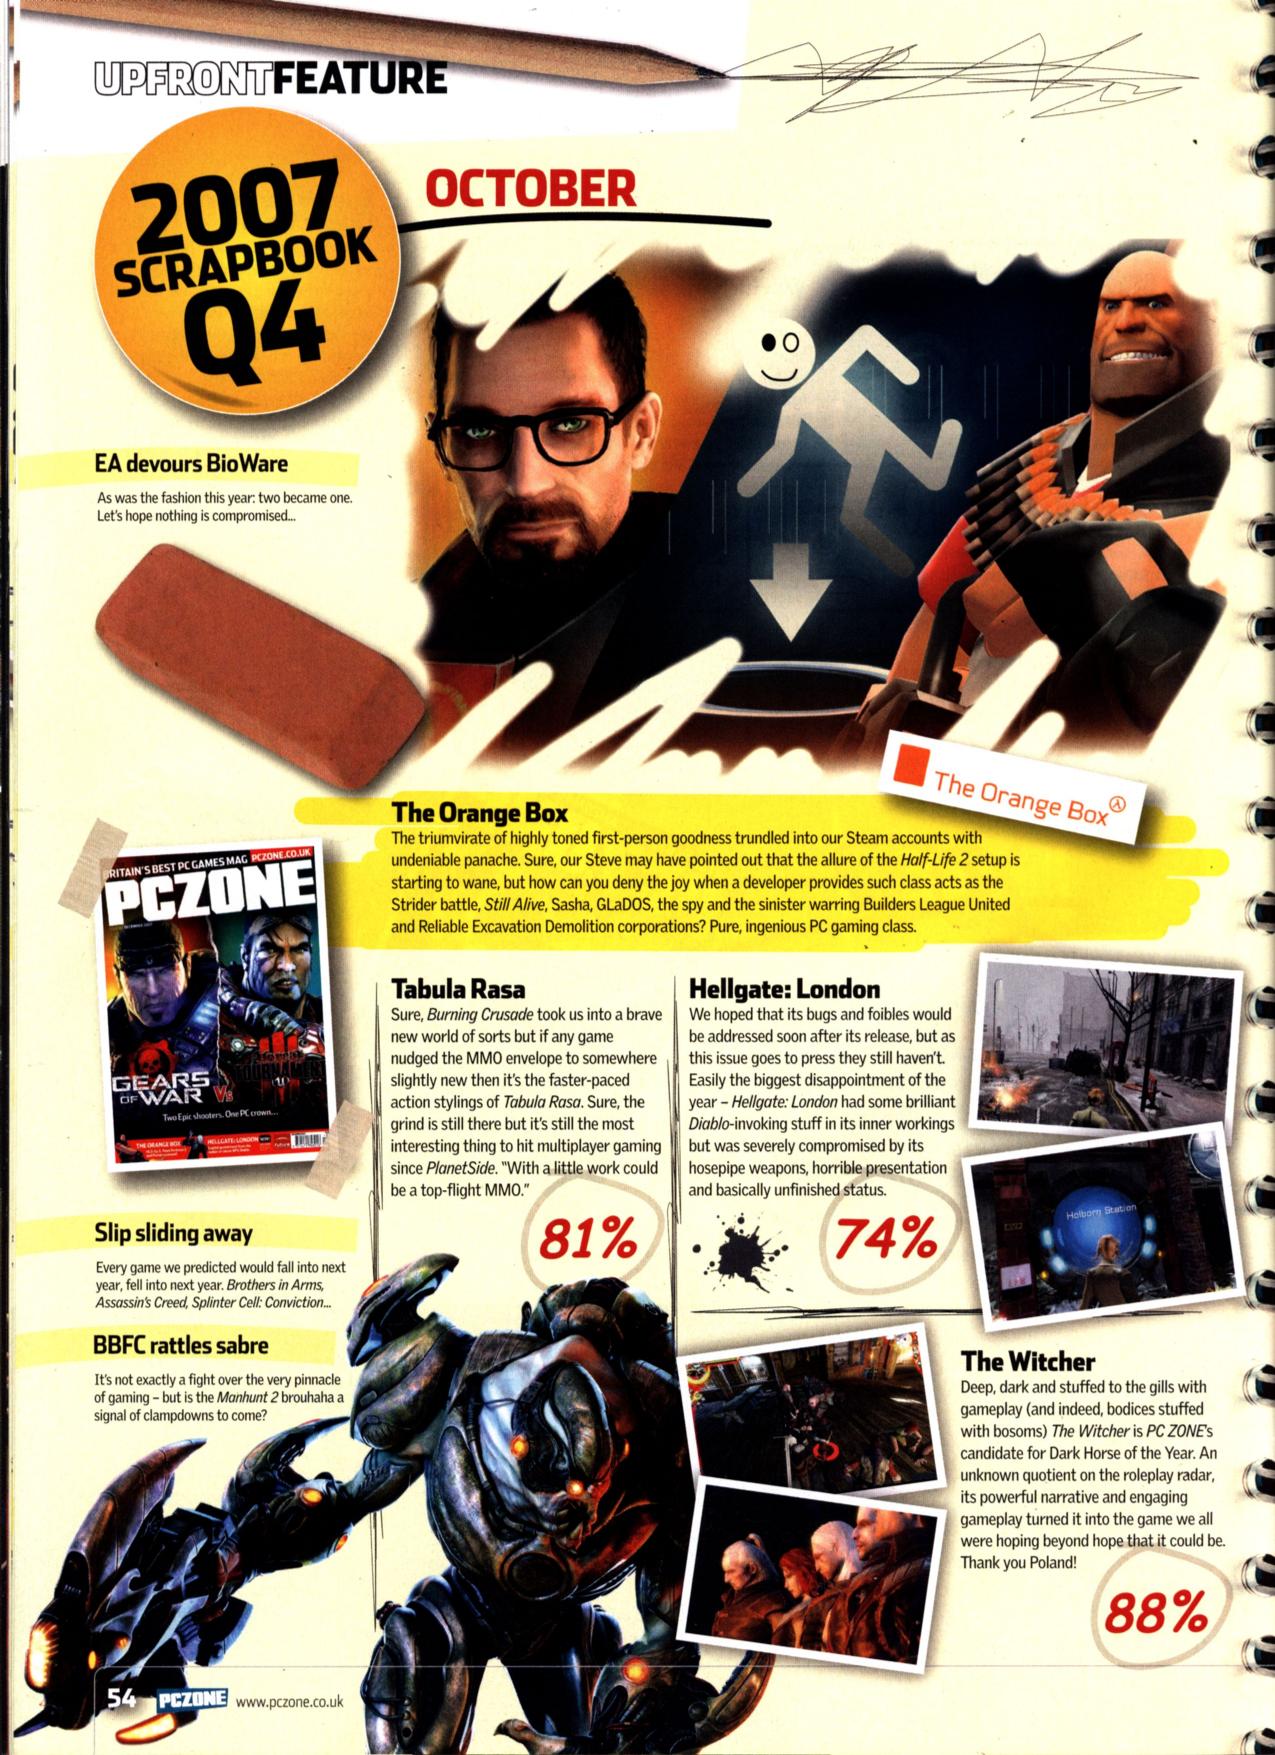 UPFRONTFEATURE
2007
SCRAPBOOK
Q4
OCTOBER
EA devours BioWare
As was the fashion this year: two became one.
Let's hope nothing is compromised...
The Orange Box
The Orange Box
The triumvirate of highly toned first-person goodness trundled into our Steam accounts with
undeniable panache. Sure, our Steve may have pointed out that the allure of the Half-Life 2 setup is
starting to wane, but how can you deny the joy when a developer provides such class acts as the
Strider battle, Still Alive, Sasha, GLaDOS, the spy and the sinister warring Builders League United
and Reliable Excavation Demolition corporations? Pure, ingenious PC gaming class.
RITAIN'S BEST PC GAMES MAG PCZONE.CO.UK
PCZONE
GEARS
OF WAR Vs
TOURNAMENT
Two Epic shooters. One PC crown...
THE ORANGE BOX
HELLGATE: LONDON
Slip sliding away
Every game we predicted would fall into next
year, fell into next year. Brothers in Arms,
Assassin's Creed, Splinter Cell: Conviction...
BBFC rattles sabre
It's not exactly a fight over the very pinnacle
of gaming – but is the Manhunt 2 brouhaha a
signal of clampdowns to come?
Tabula Rasa
Sure, Burning Crusade took us into a brave
new world of sorts but if any game
nudged the MMO envelope to somewhere
slightly new then it's the faster-paced
action stylings of Tabula Rasa. Sure, the
grind is still there but it's still the most
interesting thing to hit multiplayer gaming
since PlanetSide. "With a little work could
be a top-flight MMO."
81%
Hellgate: London
We hoped that its bugs and foibles would
be addressed soon after its release, but as
this issue goes to press they still haven't.
Easily the biggest disappointment of the
year – Hellgate: London had some brilliant
Diablo-invoking stuff in its inner workings
but was severely compromised by its
hosepipe weapons, horrible presentation
and basically unfinished status.
74%
Holborn Station
The Witcher
Deep, dark and stuffed to the gills with
gameplay (and indeed, bodices stuffed
with bosoms) The Witcher is PC ZONE's
candidate for Dark Horse of the Year. An
unknown quotient on the roleplay radar,
its powerful narrative and engaging
gameplay turned it into the game we all
were hoping beyond hope that it could be.
Thank you Poland!
88%
54 PCZONE www.pczone.co.uk